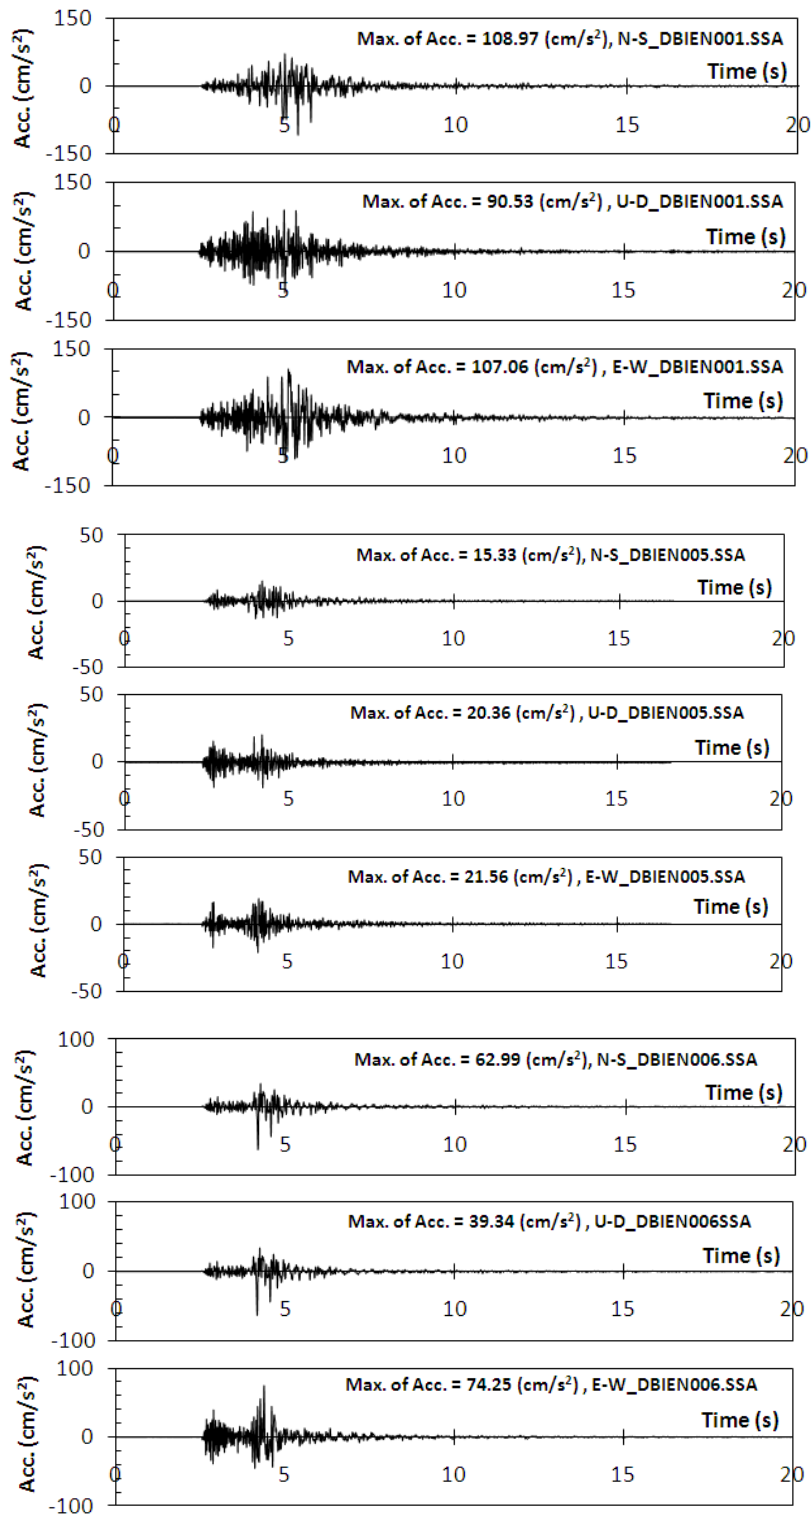 150
Max. of Acc. = 108.97 (cm/s²), N-S_DBIEN001.SSA
Time (s)
Acc. (cm/s²)
0
0 5 10 15 20
-150
150
Max. of Acc. = 90.53 (cm/s²) , U-D_DBIEN001.SSA
Time (s)
Acc. (cm/s²)
0
0 5 10 15 20
-150
150
Max. of Acc. = 107.06 (cm/s²) , E-W_DBIEN001.SSA
Time (s)
Acc. (cm/s²)
0
0 5 10 15 20
-150
50
Max. of Acc. = 15.33 (cm/s²), N-S_DBIEN005.SSA
Time (s)
Acc. (cm/s²)
0
0 5 10 15 20
-50
50
Max. of Acc. = 20.36 (cm/s²) , U-D_DBIEN005.SSA
Time (s)
Acc. (cm/s²)
0
0 5 10 15 20
-50
50
Max. of Acc. = 21.56 (cm/s²) , E-W_DBIEN005.SSA
Time (s)
Acc. (cm/s²)
0
0 5 10 15 20
-50
100
Max. of Acc. = 62.99 (cm/s²), N-S_DBIEN006.SSA
Time (s)
Acc. (cm/s²)
0
0 5 10 15 20
-100
100
Max. of Acc. = 39.34 (cm/s²) , U-D_DBIEN006SSA
Time (s)
Acc. (cm/s²)
0
0 5 10 15 20
-100
100
Max. of Acc. = 74.25 (cm/s²) , E-W_DBIEN006.SSA
Time (s)
Acc. (cm/s²)
0
0 5 10 15 20
-100